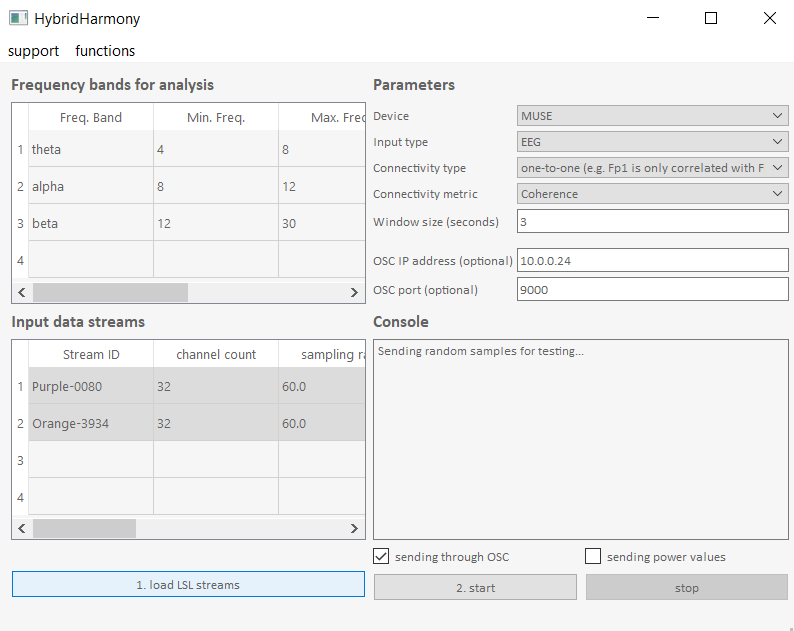 HybridHarmony
support functions
Frequency bands for analysis
Freq. Band Min. Freq. Max. Freq
1 theta 4 8
2 alpha 8 12
3 beta 12 30
4
Input data streams
Stream ID channel count sampling ra
1 Purple-0080 32 60.0
2 Orange-3934 32 60.0
3
4
1. load LSL streams
Parameters
Device MUSE
Input type EEG
Connectivity type one-to-one (e.g. Fp1 is only correlated with F
Connectivity metric Coherence
Window size (seconds) 3
OSC IP address (optional) 10.0.0.24
OSC port (optional) 9000
Console
Sending random samples for testing...
sending through OSC sending power values
2. start stop